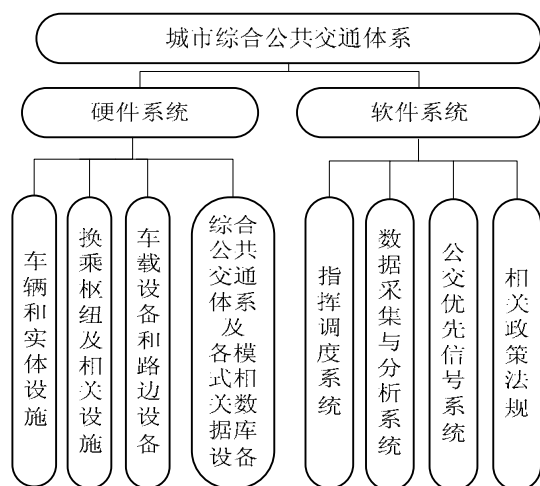 城市综合公共交通体系
硬件系统
软件系统
车辆和实体设施
换乘枢纽及相关设施
车载设备和路边设备
综合公共交通体系及各模式相关数据库设备
指挥调度系统
数据采集与分析系统
公交优先信号系统
相关政策法规